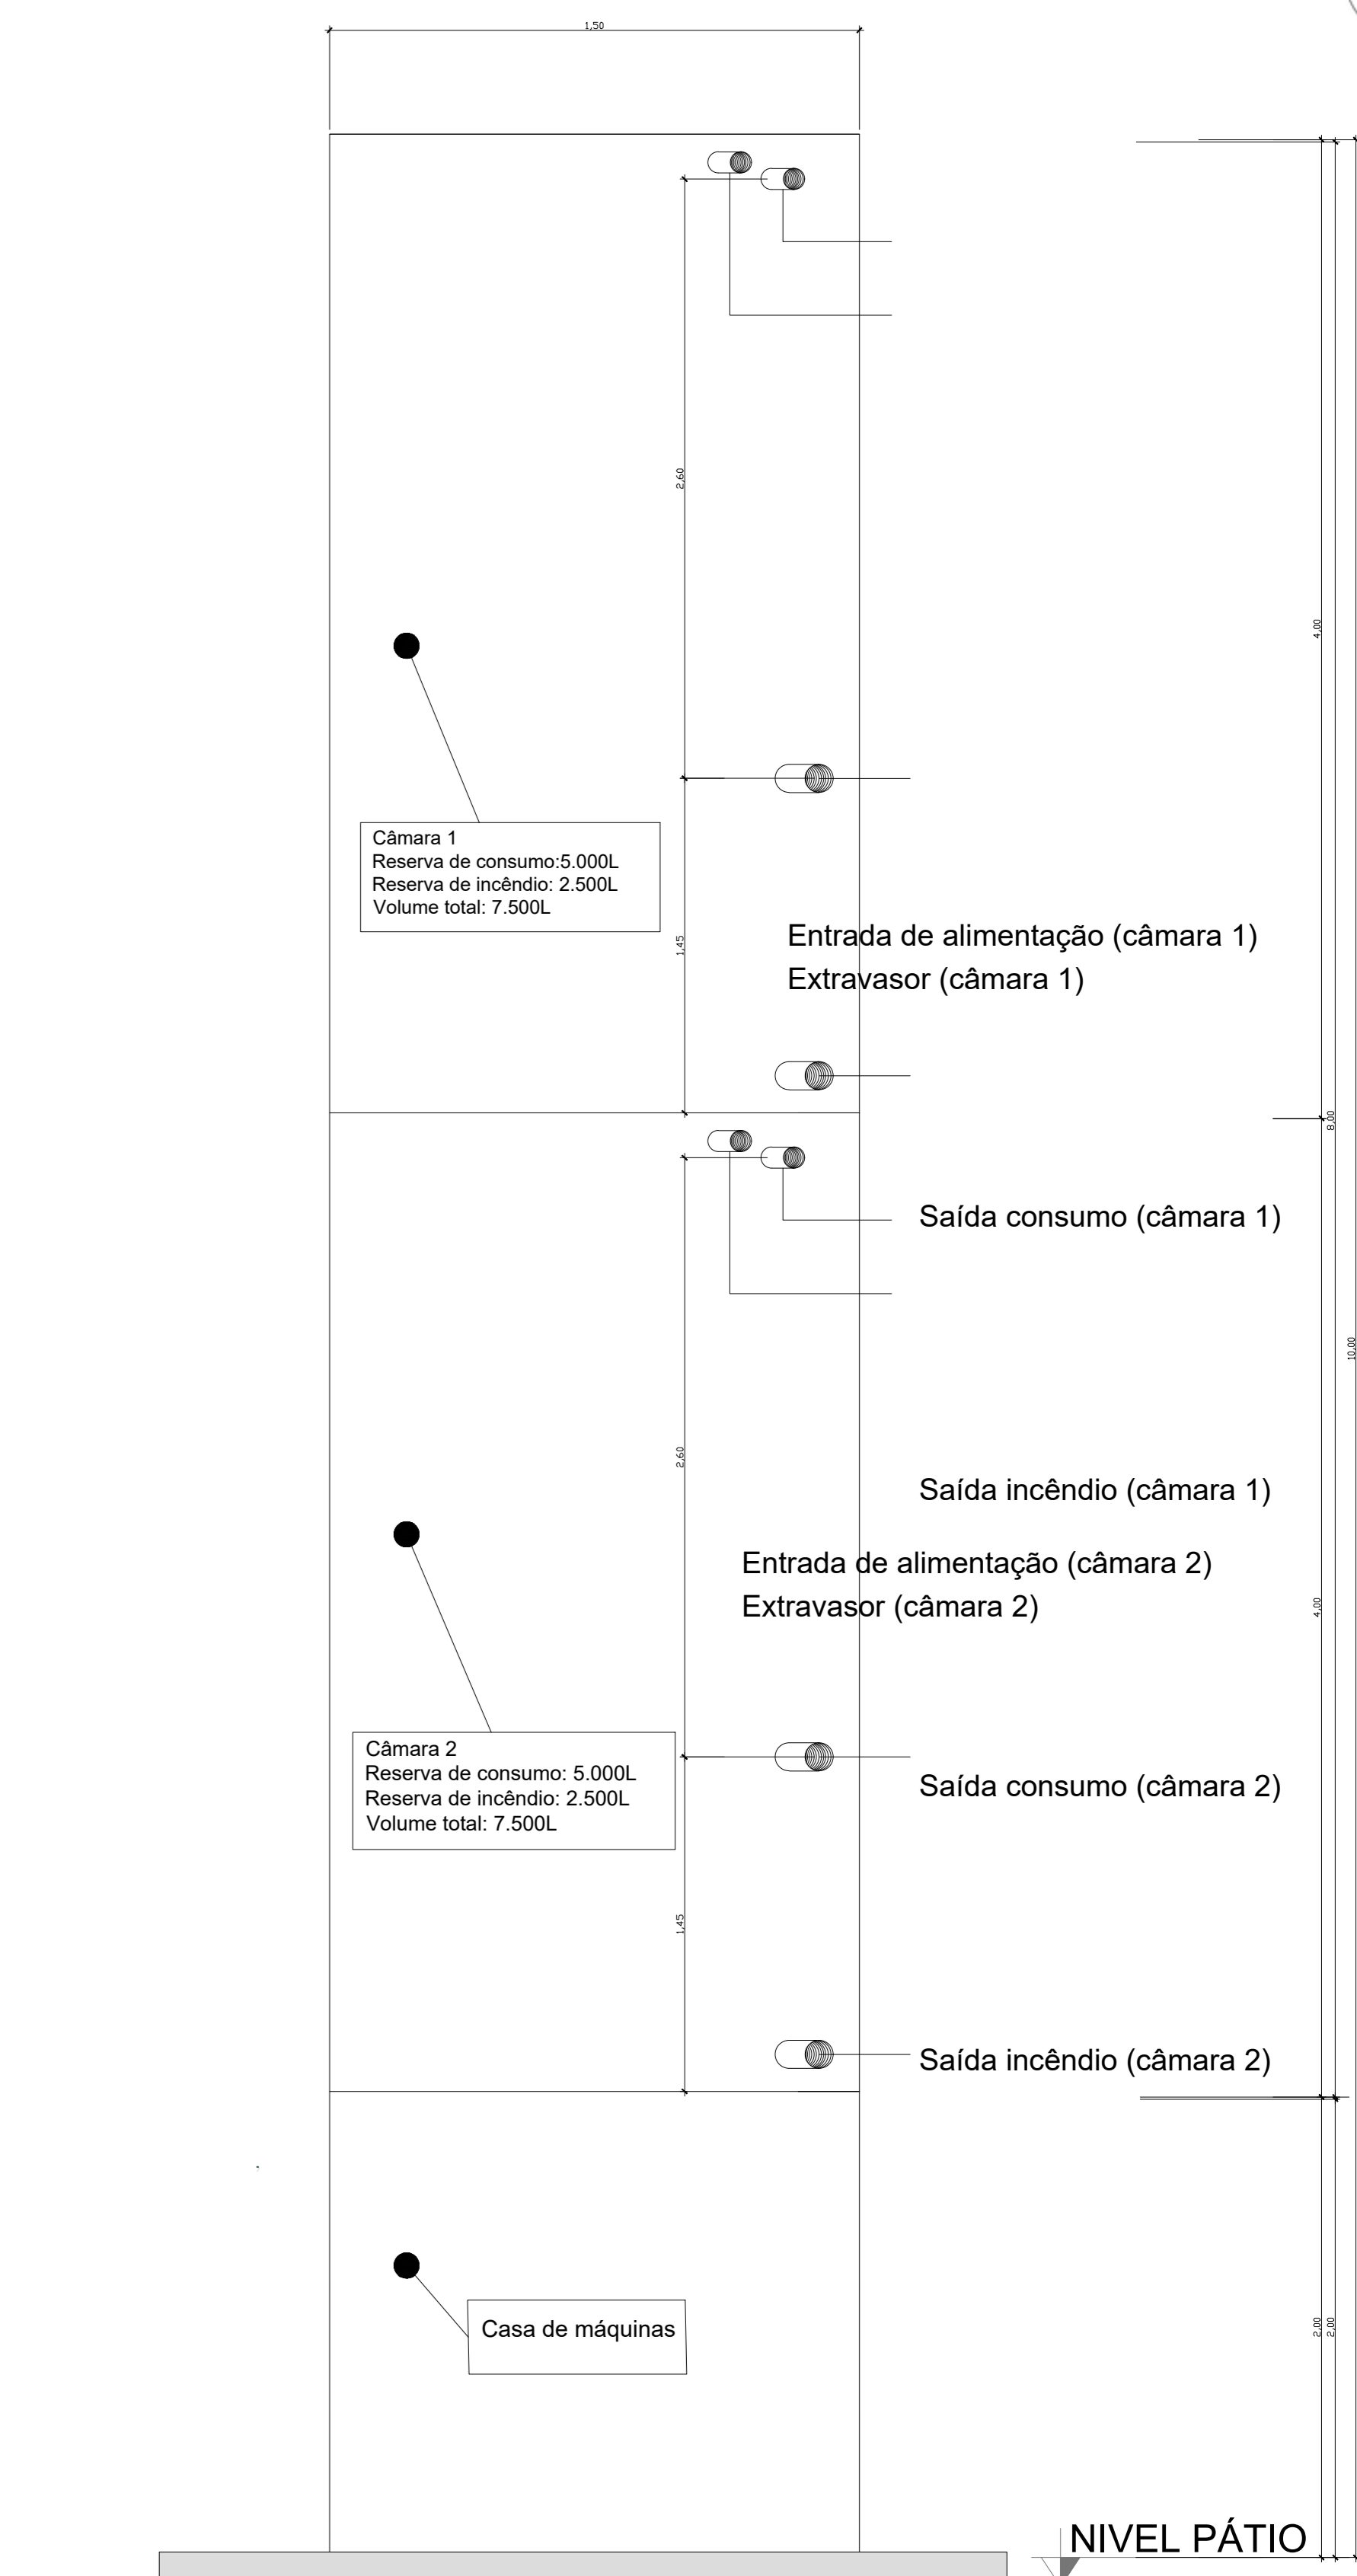 1,50
2,60
4,00
Câmara 1
Reserva de consumo:5.000L
Reserva de incêndio: 2.500L
Volume total: 7.500L
1,45
Entrada de alimentação (câmara 1)
Extravasor (câmara 1)
8,00
Saída consumo (câmara 1)
10,00
2,60
Saída incêndio (câmara 1)
Entrada de alimentação (câmara 2)
Extravasor (câmara 2)
4,00
Câmara 2
Reserva de consumo: 5.000L
Reserva de incêndio: 2.500L
Volume total: 7.500L
Saída consumo (câmara 2)
1,45
Saída incêndio (câmara 2)
Casa de máquinas
2,00
2,00
NIVEL PÁTIO